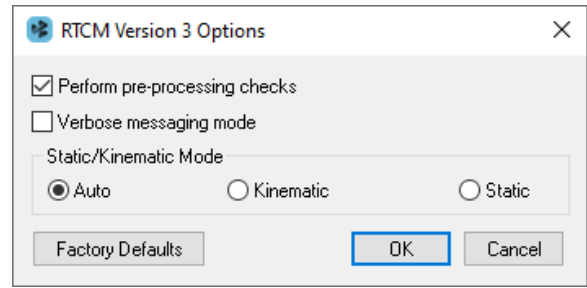 RTCM Version 3 Options
Perform pre-processing checks
Verbose messaging mode
Static/Kinematic Mode
Auto Kinematic Static
Factory Defaults OK Cancel